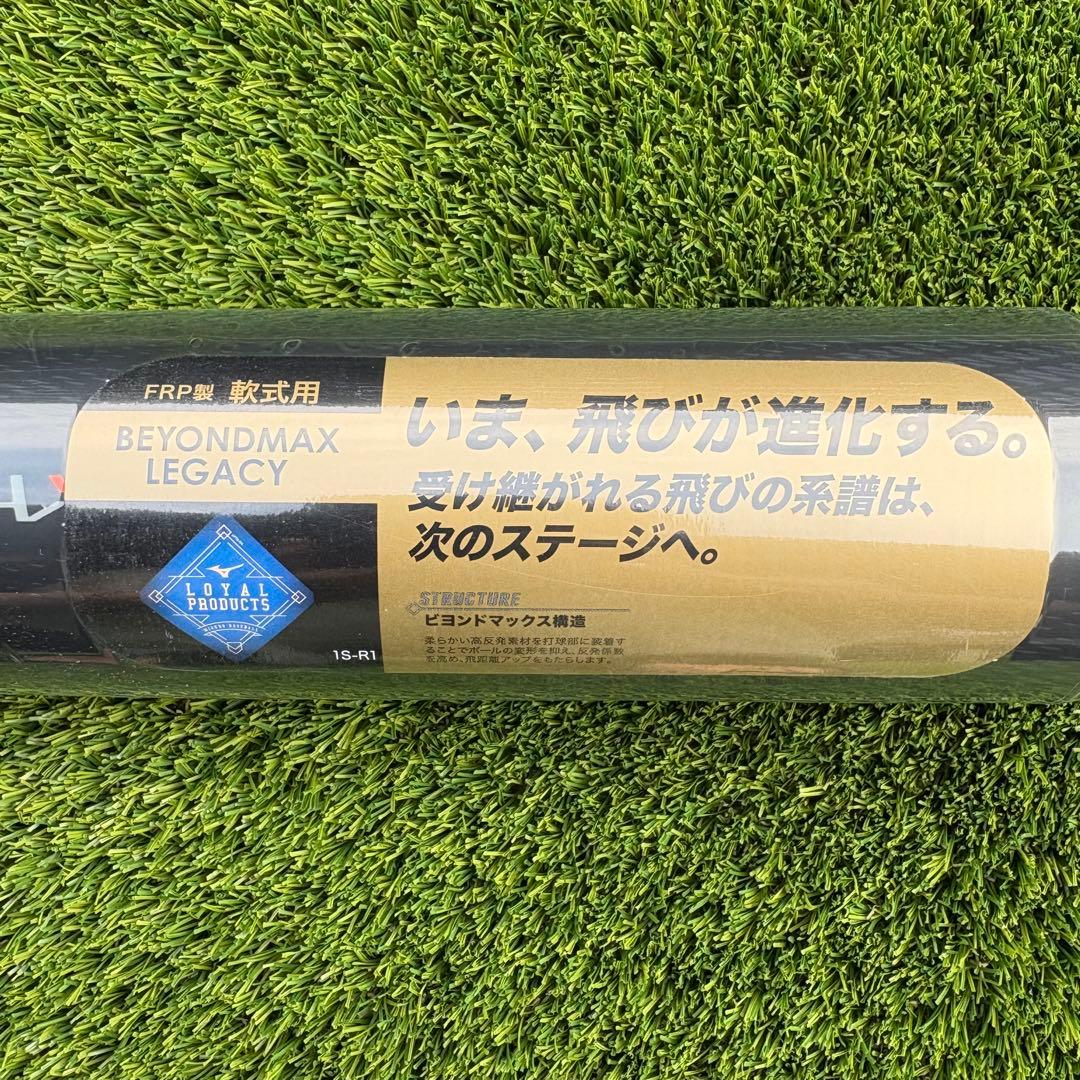 FRP製 軟式用
BEYONDMAX
LEGACY
LOYAL
PRODUCTS
MIZUNO BASEBALL
1S-R1
いま、飛びが進化する。
受け継がれる飛びの系譜は、
次のステージへ。
STRUCTURE
ビヨンドマックス構造
柔らかい高反発素材を打球部に装着す
ることでボールの変形を抑え、反発係数
を高め、飛距離アップをもたらします。